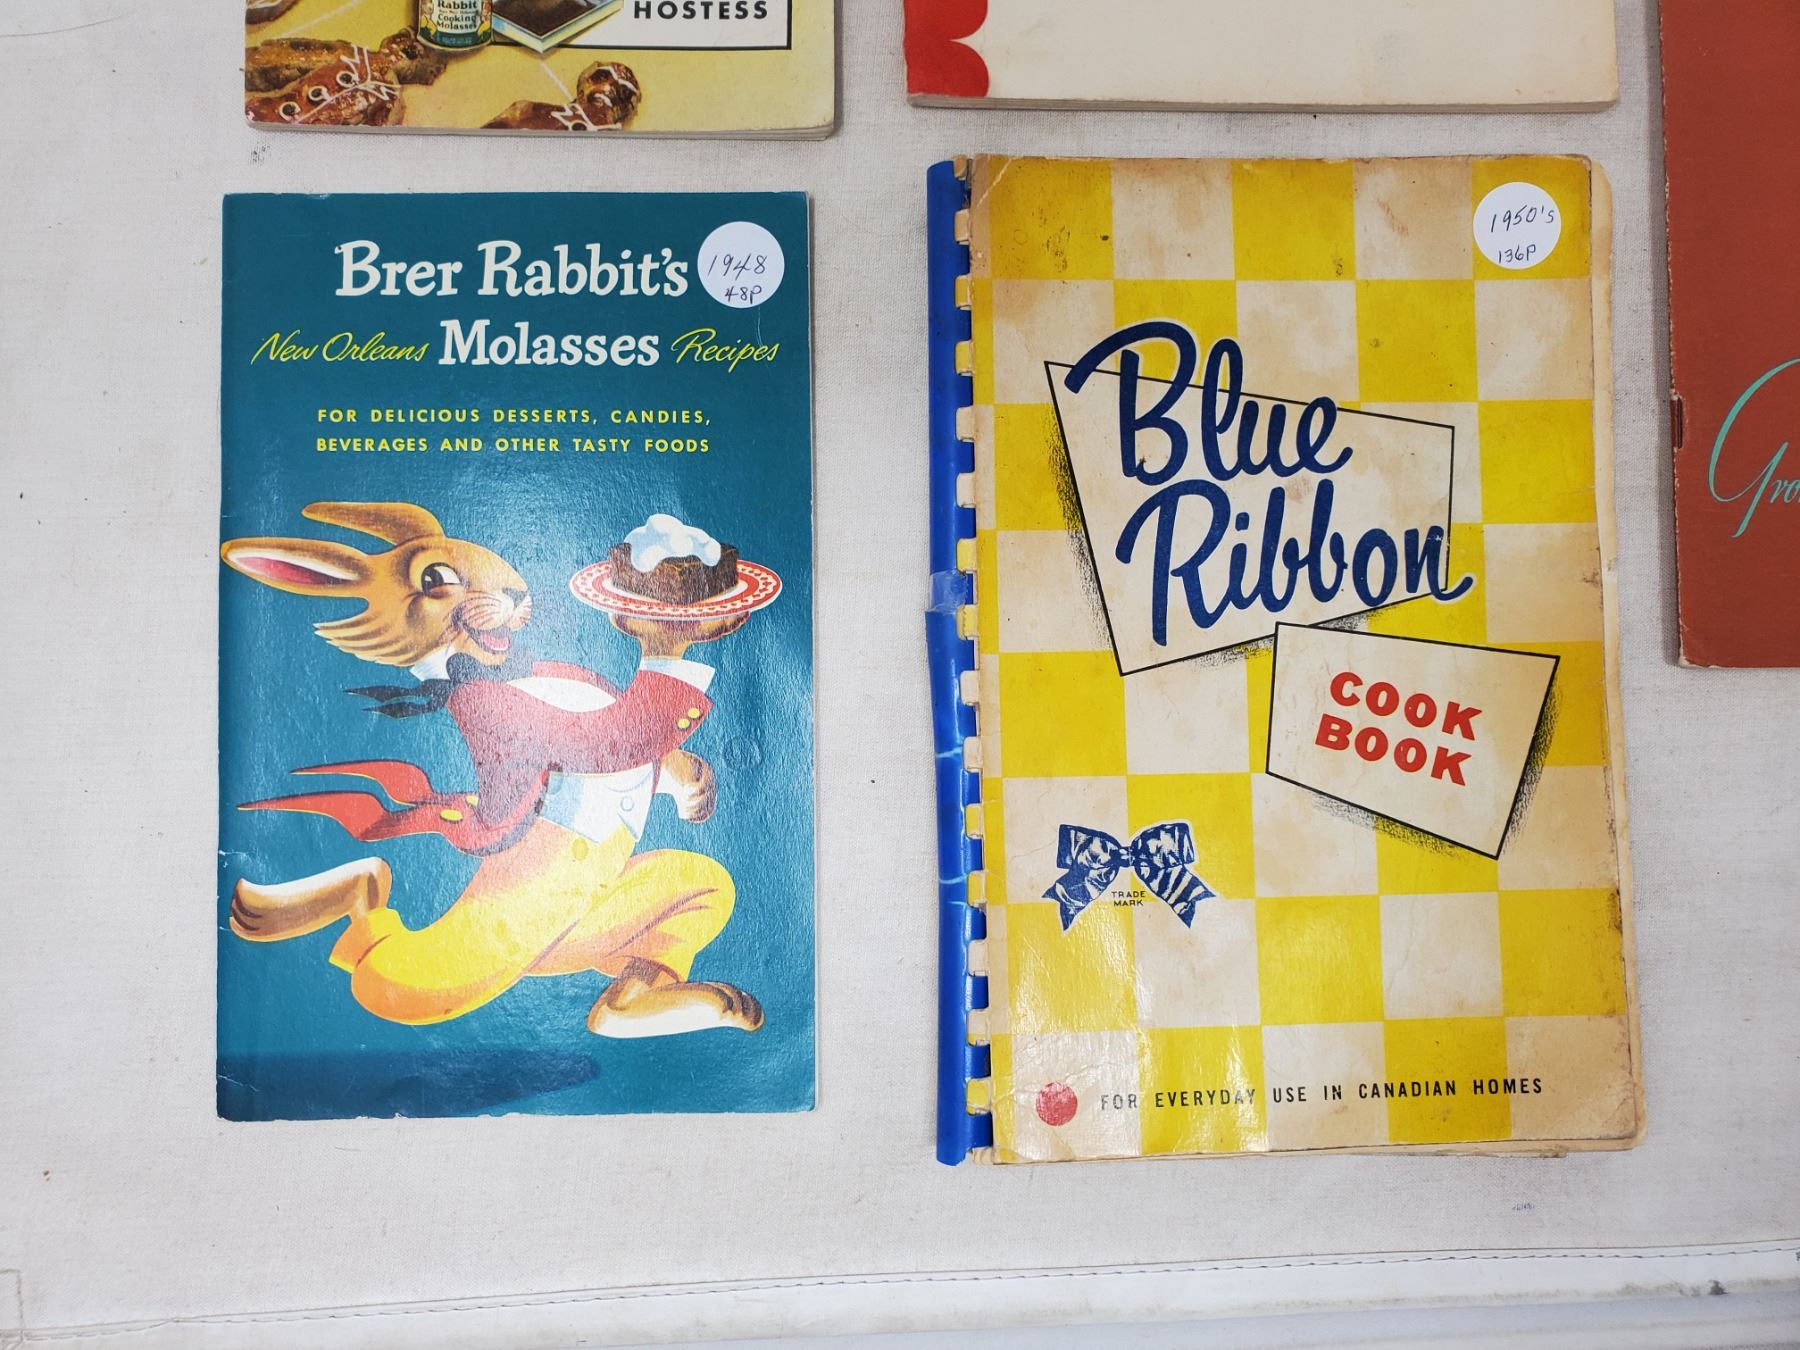 Rabbit
Cooking
Molasses
HOSTESS
Brer Rabbit's
New Orleans Molasses Recipes
FOR DELICIOUS DESSERTS, CANDIES,
BEVERAGES AND OTHER TASTY FOODS
1948
48P
1950's
136P
Blue
Ribbon
COOK
BOOK
TRADE
MARK
FOR EVERYDAY USE IN CANADIAN HOMES